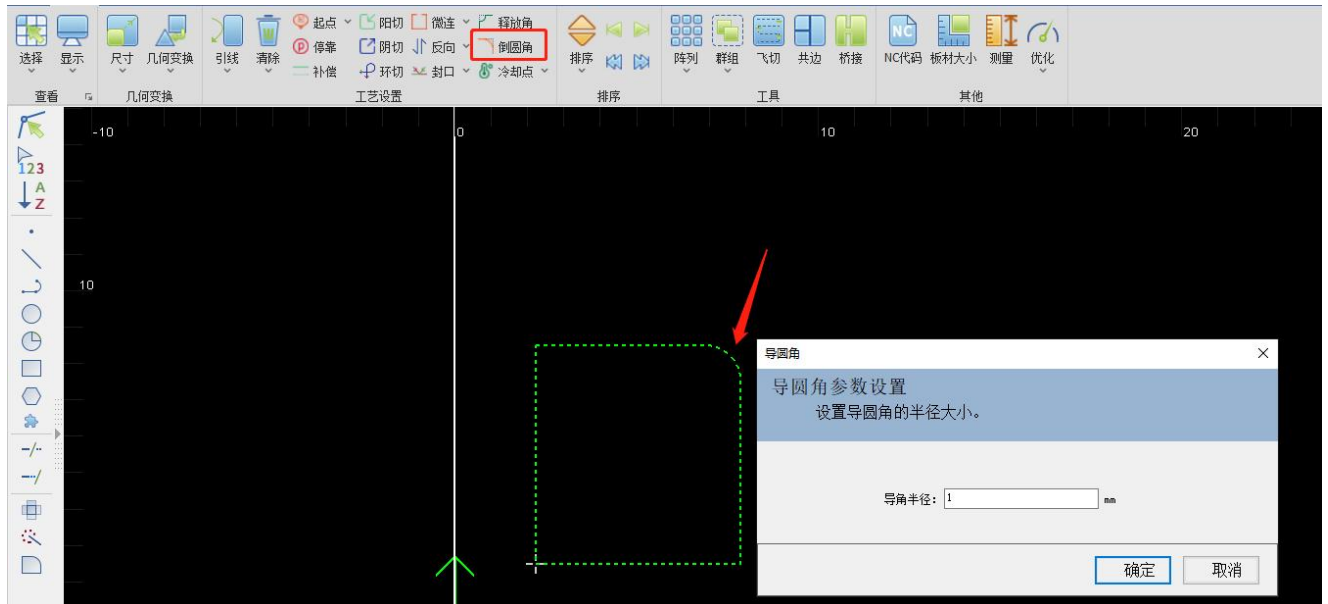 起点 阳切 微连 释放角
停靠 阴切 反向 倒圆角
补偿 环切 封口 冷却点
选择 显示 尺寸 几何变换 引线 清除 排序 阵列 群组 飞切 共边 桥接 NC NC代码 板材大小 测量 优化
查看 几何变换 工艺设置 排序 工具 其他
-10 0 10 20
123
A
Z
10
导圆角
导圆角参数设置
设置导圆角的半径大小。
导角半径: 1 mm
确定 取消